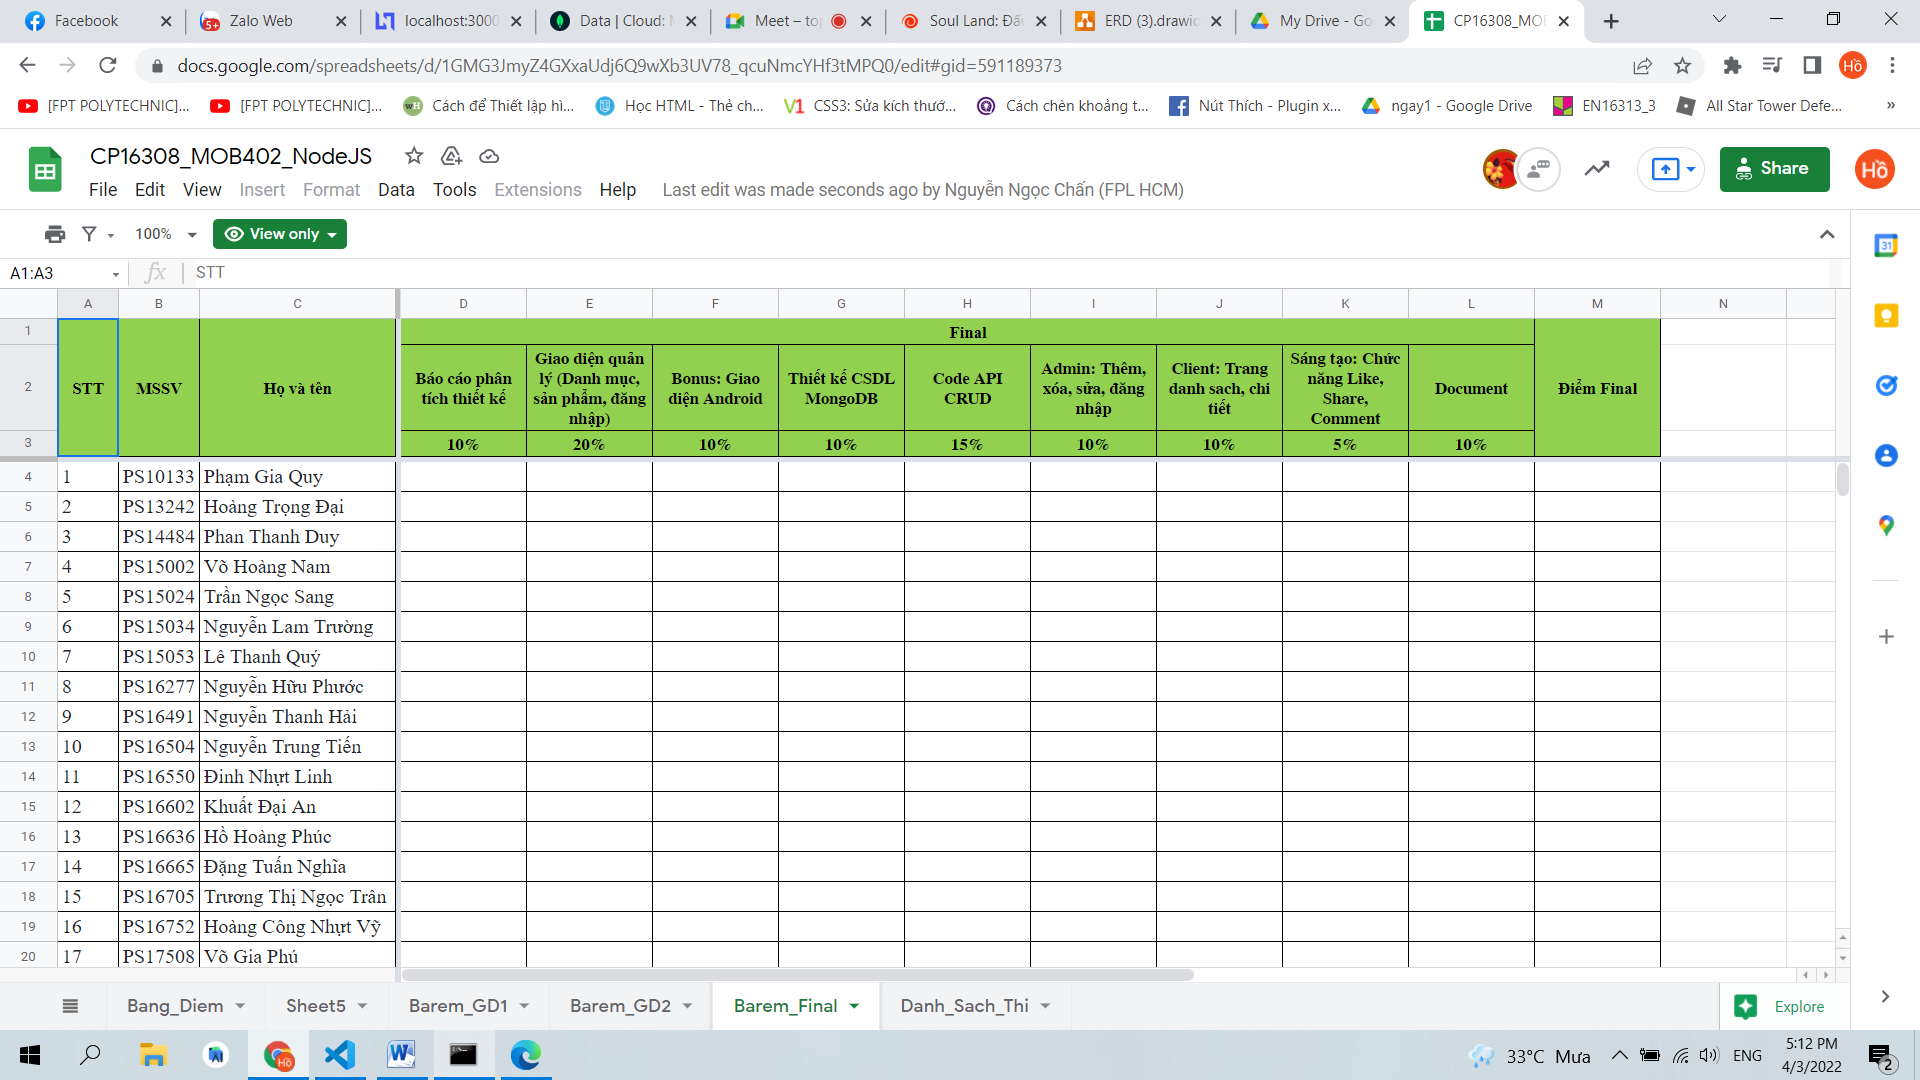 Facebook
Zalo Web
localhost:3000
Data | Cloud: M
Meet – top
Soul Land: Đấu
ERD (3).drawio
My Drive - Goo
CP16308_MOB
docs.google.com/spreadsheets/d/1GMG3JmyZ4GXxaUdj6Q9wXb3UV78_qcuNmcYHf3tMPQ0/edit#gid=591189373
[FPT POLYTECHNIC]...
[FPT POLYTECHNIC]...
Cách để Thiết lập hì...
Học HTML - Thẻ ch...
CSS3: Sửa kích thướ...
Cách chèn khoảng t...
Nút Thích - Plugin x...
ngay1 - Google Drive
EN16313_3
All Star Tower Defe...
»
CP16308_MOB402_NodeJS
Share
Hồ
File Edit View Insert Format Data Tools Extensions Help Last edit was made seconds ago by Nguyễn Ngọc Chấn (FPL HCM)
100% View only
A1:A3 fx STT
A B C D E F G H I J K L M N
1 Final
2 STT MSSV Họ và tên
Báo cáo phân tích thiết kế
Giao diện quản lý (Danh mục, sản phẩm, đăng nhập)
Bonus: Giao diện Android
Thiết kế CSDL MongoDB
Code API CRUD
Admin: Thêm, xóa, sửa, đăng nhập
Client: Trang danh sach, chi tiết
Sáng tạo: Chức năng Like, Share, Comment
Document
Điểm Final
3 10% 20% 10% 10% 15% 10% 10% 5% 10%
4 1 PS10133 Phạm Gia Quy
5 2 PS13242 Hoàng Trọng Đại
6 3 PS14484 Phan Thanh Duy
7 4 PS15002 Võ Hoàng Nam
8 5 PS15024 Trần Ngọc Sang
9 6 PS15034 Nguyễn Lam Trường
10 7 PS15053 Lê Thanh Quý
11 8 PS16277 Nguyễn Hữu Phước
12 9 PS16491 Nguyễn Thanh Hải
13 10 PS16504 Nguyễn Trung Tiến
14 11 PS16550 Đinh Nhựt Linh
15 12 PS16602 Khuất Đại An
16 13 PS16636 Hồ Hoàng Phúc
17 14 PS16665 Đặng Tuấn Nghĩa
18 15 PS16705 Trương Thị Ngọc Trân
19 16 PS16752 Hoàng Công Nhựt Vỹ
20 17 PS17508 Võ Gia Phú
Bang_Diem Sheet5 Barem_GD1 Barem_GD2 Barem_Final Danh_Sach_Thi Explore
33°C Mưa
ENG
5:12 PM
4/3/2022
2